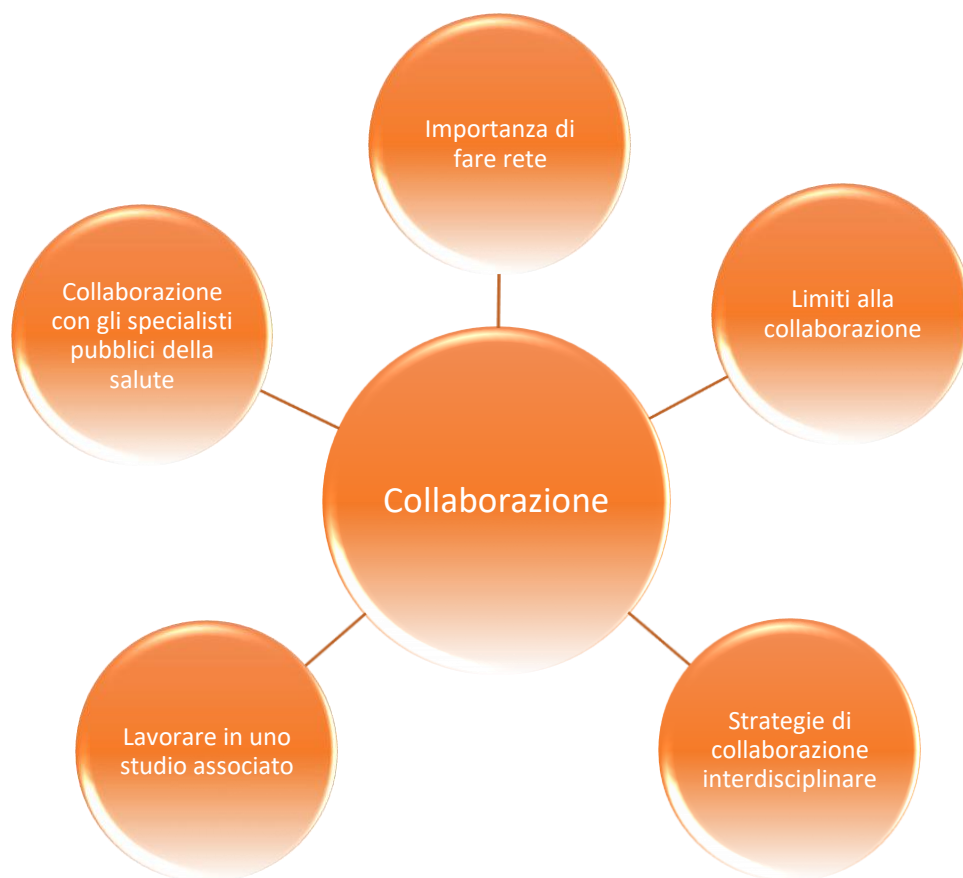 Importanza di
fare rete
Collaborazione
con gli specialisti
pubblici della
salute
Limiti alla
collaborazione
Collaborazione
Lavorare in uno
studio associato
Strategie di
collaborazione
interdisciplinare